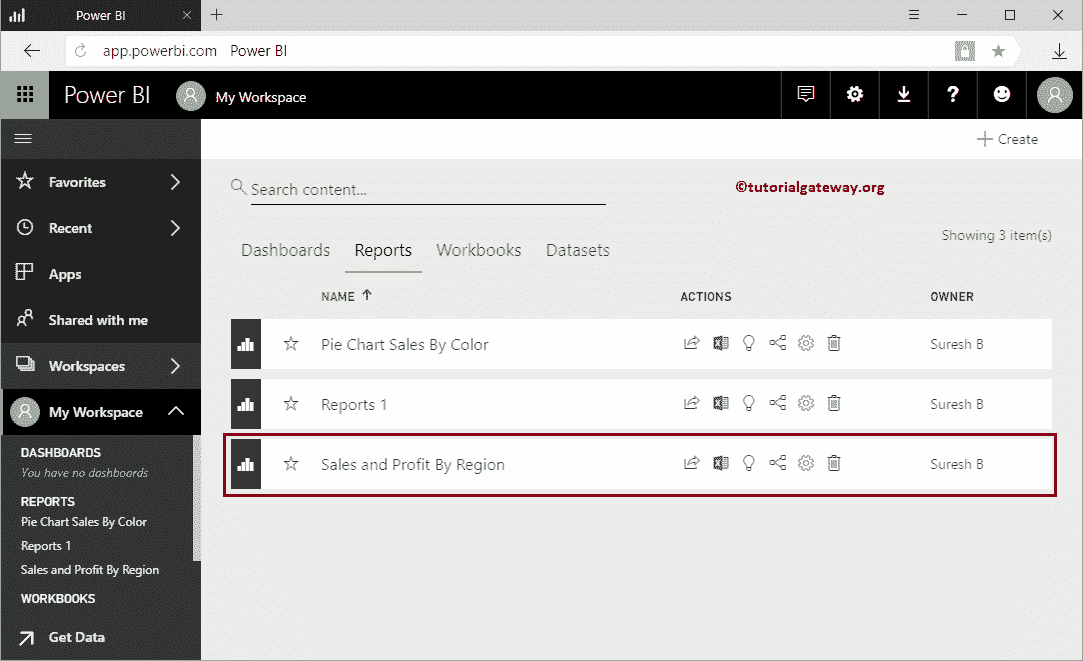 Power BI
app.powerbi.com Power BI
Power BI My Workspace
Create
Favorites
Recent
Apps
Shared with me
Workspaces
My Workspace
DASHBOARDS
You have no dashboards
REPORTS
Pie Chart Sales By Color
Reports 1
Sales and Profit By Region
WORKBOOKS
Get Data
Search content...
©tutorialgateway.org
Showing 3 item(s)
Dashboards Reports Workbooks Datasets
NAME ACTIONS OWNER
Pie Chart Sales By Color Suresh B
Reports 1 Suresh B
Sales and Profit By Region Suresh B